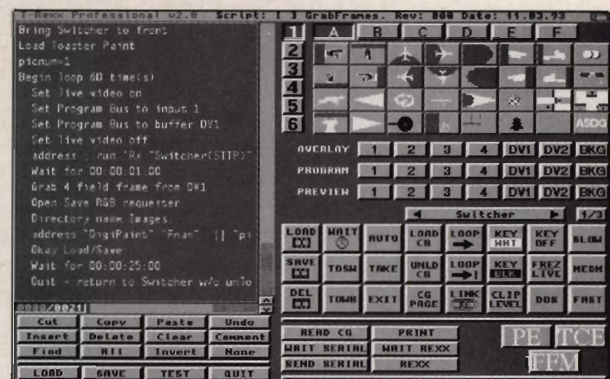 T-Rexx Professional v2.0 Script: [ ] GrabFrames. Rev: 000 Date: 11.03.93
Bring Switcher to front
Load Toaster Paint
picnum=1
Begin loop 60 time(s)
Set live video on
Set Program Bus to input 1
Set Program Bus to buffer DV1
Set live video off
address : run 'Rx "Switcher(STTP)"
Wait for 00:00:01:00
Grab 4 field frame from DV1
Open Save RGB requester
Directory name Images:
address "DigiPaint" 'Fnam" || "pi
Okay Load/Save
Wait for 00:00:25:00
Quit - return to Switcher w/o unlo
0000/0021
Cut Copy Paste Undo
Insert Delete Clear Comment
Find All Invert None
LOAD SAVE TEST QUIT
1 A B C D E F
2
3
4
5
6 ASDG
OVERLAY 1 2 3 4 DV1 DV2 BKG
PROGRAM 1 2 3 4 DV1 DV2 BKG
PREVIEW 1 2 3 4 DV1 DV2 BKG
Switcher 1/3
LOAD WAIT AUTO LOAD CG LOOP KEY WHT KEY OFF SLOW
SAVE TOSW TAKE UNLD CG LOOP KEY BLK FREZ LIVE MEDM
DEL TOWB EXIT CG PAGE LINK CLIP LEVEL DOS FAST
READ CG PRINT
WAIT SERIAL WAIT REXX
SEND SERIAL REXX
PE TCE
FFM